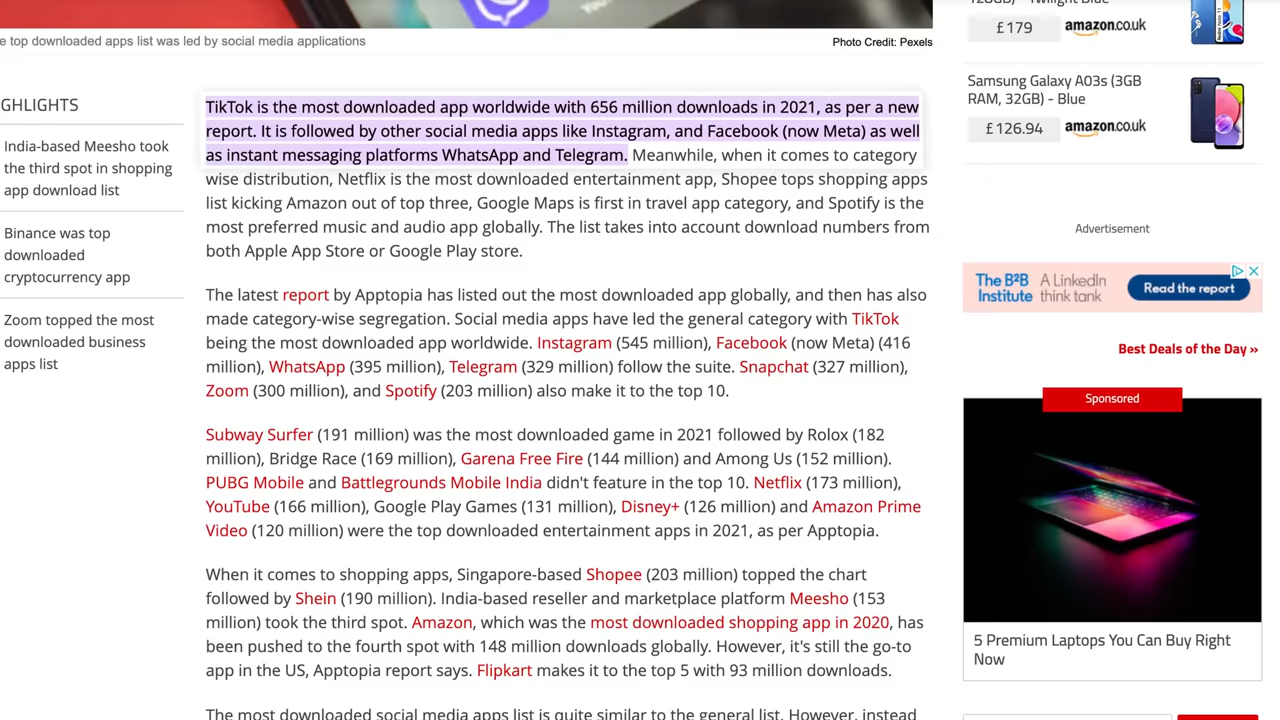 e top downloaded apps list was led by social media applications
Photo Credit: Pexels
GHLIGHTS
India-based Meesho took
the third spot in shopping
app download list
Binance was top
downloaded
cryptocurrency app
Zoom topped the most
downloaded business
apps list
TikTok is the most downloaded app worldwide with 656 million downloads in 2021, as per a new
report. It is followed by other social media apps like Instagram, and Facebook (now Meta) as well
as instant messaging platforms WhatsApp and Telegram. Meanwhile, when it comes to category
wise distribution, Netflix is the most downloaded entertainment app, Shopee tops shopping apps
list kicking Amazon out of top three, Google Maps is first in travel app category, and Spotify is the
most preferred music and audio app globally. The list takes into account download numbers from
both Apple App Store or Google Play store.
The latest report by Apptopia has listed out the most downloaded app globally, and then has also
made category-wise segregation. Social media apps have led the general category with TikTok
being the most downloaded app worldwide. Instagram (545 million), Facebook (now Meta) (416
million), WhatsApp (395 million), Telegram (329 million) follow the suite. Snapchat (327 million),
Zoom (300 million), and Spotify (203 million) also make it to the top 10.
Subway Surfer (191 million) was the most downloaded game in 2021 followed by Rolox (182
million), Bridge Race (169 million), Garena Free Fire (144 million) and Among Us (152 million).
PUBG Mobile and Battlegrounds Mobile India didn't feature in the top 10. Netflix (173 million),
YouTube (166 million), Google Play Games (131 million), Disney+ (126 million) and Amazon Prime
Video (120 million) were the top downloaded entertainment apps in 2021, as per Apptopia.
When it comes to shopping apps, Singapore-based Shopee (203 million) topped the chart
followed by Shein (190 million). India-based reseller and marketplace platform Meesho (153
million) took the third spot. Amazon, which was the most downloaded shopping app in 2020, has
been pushed to the fourth spot with 148 million downloads globally. However, it's still the go-to
app in the US, Apptopia report says. Flipkart makes it to the top 5 with 93 million downloads.
The most downloaded social media apps list is quite similar to the general list. However, instead
128GB) - Twilight Blue
£179
amazon.co.uk
Samsung Galaxy A03s (3GB
RAM, 32GB) - Blue
£126.94
amazon.co.uk
Advertisement
The B2B
Institute
A LinkedIn
think tank
Read the report
Best Deals of the Day »
Sponsored
5 Premium Laptops You Can Buy Right
Now